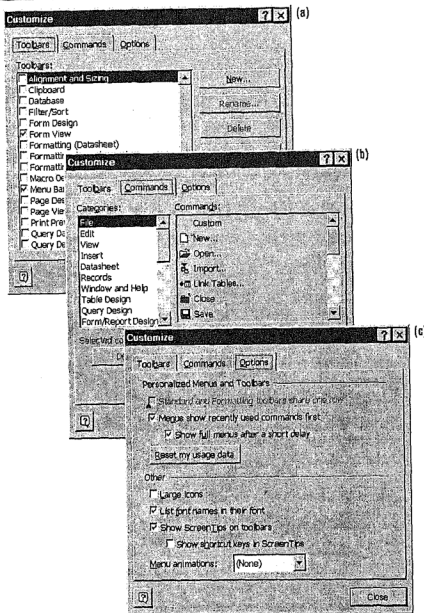 Customize
(a)
Toolbars Commands Options
Toolbars:
Alignment and Sizing
Clipboard
Database
Filter/Sort
Form Design
Form View
Formatting (Datasheet)
Formatti
Formatti
Macro De
Menu Ba
Page Des
Page Vie
Print Pre
Query Da
Query De
New...
Rename...
Delete
Customize
(b)
Toolbars Commands Options
Categories:
File
Edit
View
Insert
Datasheet
Records
Window and Help
Table Design
Query Design
Form/Report Design
Commands:
Custom
New...
Open...
Import...
Link Tables...
Close
Save
Selected co
Customize
(c)
Toolbars Commands Options
Personalized Menus and Toolbars
Standard and Formatting toolbars share one row
Menus show recently used commands first
Show full menus after a short delay
Reset my usage data
Other
Large icons
List font names in their font
Show ScreenTips on toolbars
Show shortcut keys in ScreenTips
Menu animations: (None)
Close